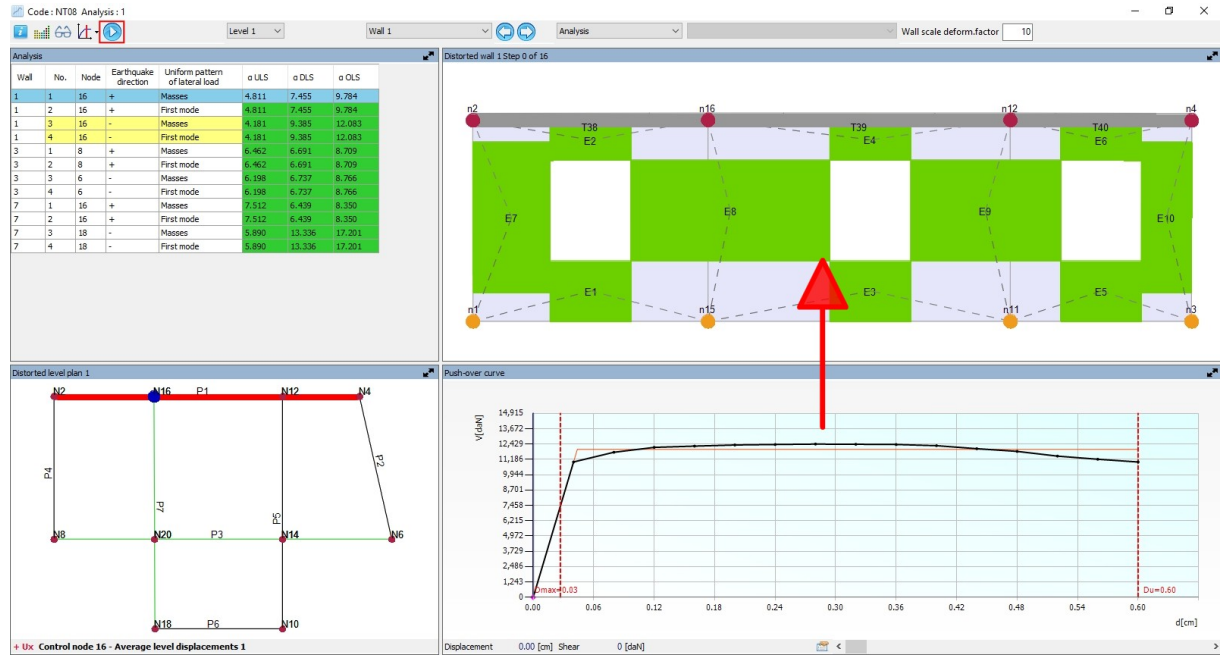 Code : NT08 Analysis : 1
Level 1
Wall 1
Analysis
Wall scale deform.factor 10
Analysis
Wall No. Node Earthquake direction Uniform pattern of lateral load α ULS α DLS α OLS
1 1 16 + Masses 4.811 7.455 9.784
1 2 16 + First mode 4.811 7.455 9.784
1 3 16 - Masses 4.181 9.385 12.083
1 4 16 - First mode 4.181 9.385 12.083
3 1 8 + Masses 6.462 6.691 8.709
3 2 8 + First mode 6.462 6.691 8.709
3 3 6 - Masses 6.198 6.737 8.766
3 4 6 - First mode 6.198 6.737 8.766
7 1 16 + Masses 7.512 6.439 8.350
7 2 16 + First mode 7.512 6.439 8.350
7 3 18 - Masses 5.890 13.336 17.201
7 4 18 - First mode 5.890 13.336 17.201
Distorted wall 1 Step 0 of 16
n2 n16 n12 n4
T38 T39 T40
E2 E4 E6
E7 E8 E9 E10
E1 E3 E5
n1 n15 n11 n3
Distorted level plan 1
N2 N16 P1 N12 N4
P4 P7 P5 P2
N8 N20 P3 N14 N6
N18 P6 N10
+ Ux Control node 16 - Average level displacements 1
Push-over curve
V[daN]
14,915
13,672
12,429
11,186
9,944
8,701
7,458
6,215
4,972
3,729
2,486
1,243
0
Dmax=0.03
Du=0.60
0.00 0.06 0.12 0.18 0.24 0.30 0.36 0.42 0.48 0.54 0.60
d[cm]
Displacement 0.00 [cm] Shear 0 [daN]